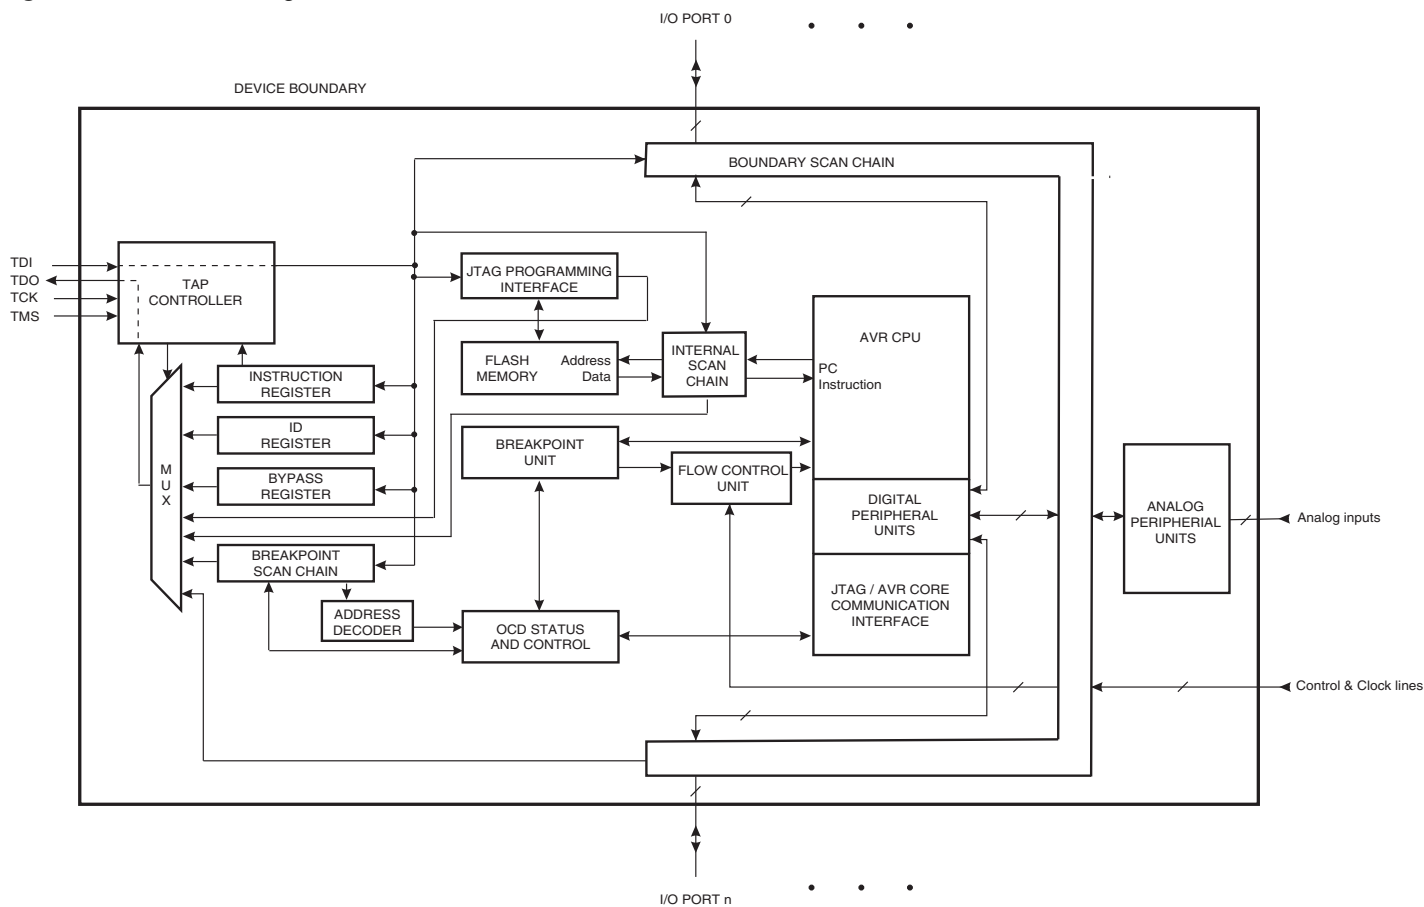 I/O PORT 0
DEVICE BOUNDARY
BOUNDARY SCAN CHAIN
TDI
TDO
TCK
TMS
TAP
CONTROLLER
JTAG PROGRAMMING
INTERFACE
AVR CPU
FLASH
MEMORY
Address
Data
INTERNAL
SCAN
CHAIN
PC
Instruction
INSTRUCTION
REGISTER
ID
REGISTER
BREAKPOINT
UNIT
FLOW CONTROL
UNIT
BYPASS
REGISTER
M
U
X
DIGITAL
PERIPHERAL
UNITS
ANALOG
PERIPHERIAL
UNITS
Analog inputs
BREAKPOINT
SCAN CHAIN
JTAG / AVR CORE
COMMUNICATION
INTERFACE
ADDRESS
DECODER
OCD STATUS
AND CONTROL
Control & Clock lines
I/O PORT n